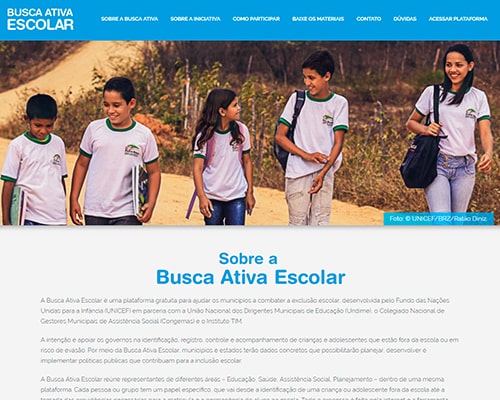 BUSCA ATIVA
ESCOLAR
SOBRE A BUSCA ATIVA
SOBRE A INICIATIVA
COMO PARTICIPAR
BAIXE OS MATERIAIS
CONTATO
DÚVIDAS
ACESSAR PLATAFORMA
Foto: © UNICEF/BRZ/Ratão Diniz
Sobre a
Busca Ativa Escolar
A Busca Ativa Escolar é uma plataforma gratuita para ajudar os municípios a combater a exclusão escolar, desenvolvida pelo Fundo das Nações
Unidas para a Infância (UNICEF) em parceria com a União Nacional dos Dirigentes Municipais de Educação (Undime), o Colegiado Nacional de
Gestores Municipais de Assistência Social (Congemas) e o Instituto TIM.
A intenção é apoiar os governos na identificação, registro, controle e acompanhamento de crianças e adolescentes que estão fora da escola ou em
risco de evasão. Por meio da Busca Ativa Escolar, municípios e estados terão dados concretos que possibilitarão planejar, desenvolver e
implementar políticas públicas que contribuam para a inclusão escolar.
A Busca Ativa Escolar reúne representantes de diferentes áreas – Educação, Saúde, Assistência Social, Planejamento – dentro de uma mesma
plataforma. Cada pessoa ou grupo tem um papel específico, que vai desde a identificação de uma criança ou adolescente fora da escola até a